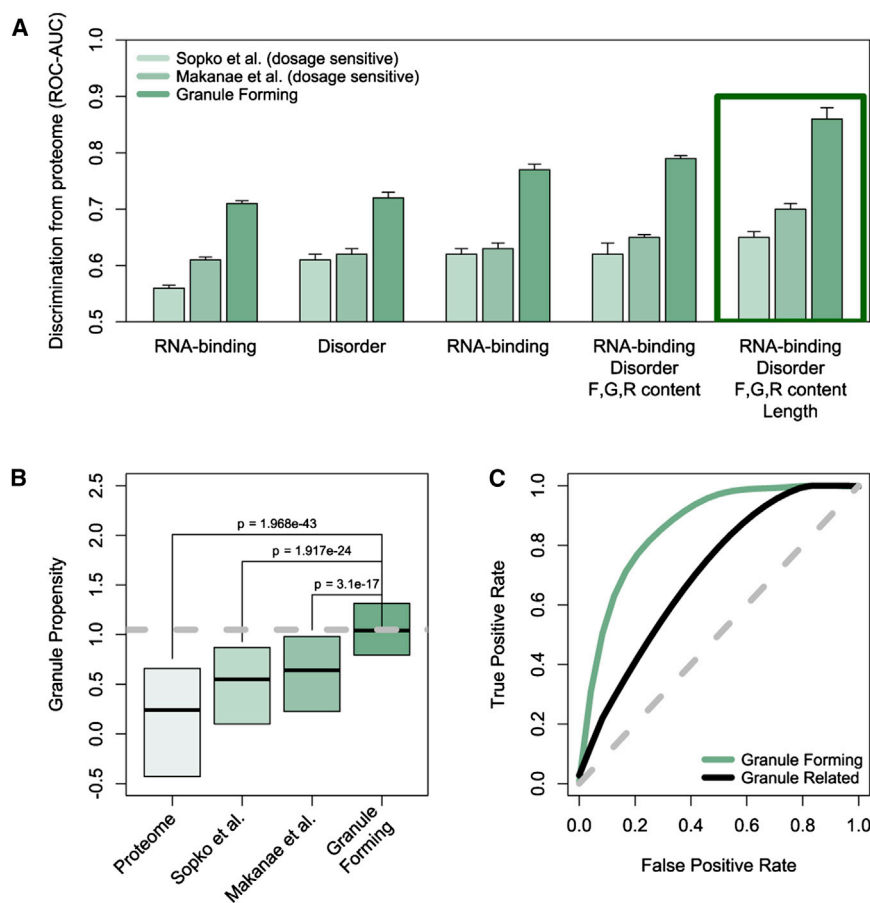 A
Discrimination from proteome (ROC-AUC)
1.0
0.9
0.8
0.7
0.6
0.5
Sopko et al. (dosage sensitive)
Makanae et al. (dosage sensitive)
Granule Forming
RNA-binding
Disorder
RNA-binding
RNA-binding
Disorder
F,G,R content
RNA-binding
Disorder
F,G,R content
Length
B
Granule Propensity
2.5
2.0
1.5
1.0
0.5
0.0
-0.5
p = 1.968e-43
p = 1.917e-24
p = 3.1e-17
Proteome
Sopko et al.
Makanae et al.
Granule
Forming
C
True Positive Rate
1.0
0.8
0.6
0.4
0.2
0.0
Granule Forming
Granule Related
0.0 0.2 0.4 0.6 0.8 1.0
False Positive Rate